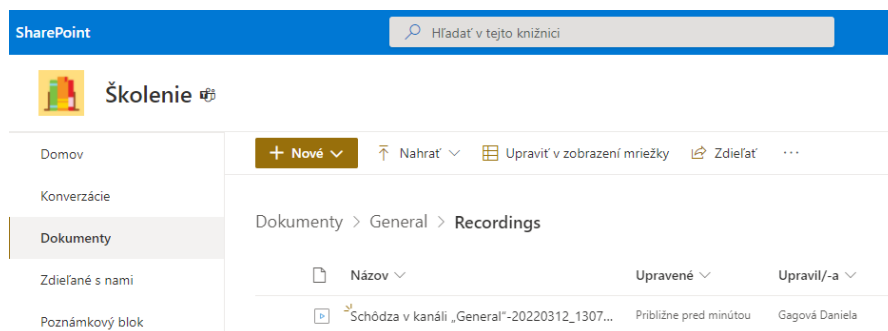 SharePoint
Hľadať v tejto knižnici
Školenie
Domov
Konverzácie
Dokumenty
Zdieľané s nami
Poznámkový blok
+ Nové
Nahrať
Upraviť v zobrazení mriežky
Zdieľať
...
Dokumenty > General > Recordings
Názov Upravené Upravil/-a
Schôdza v kanáli „General“-20220312_1307... Približne pred minútou Gagová Daniela